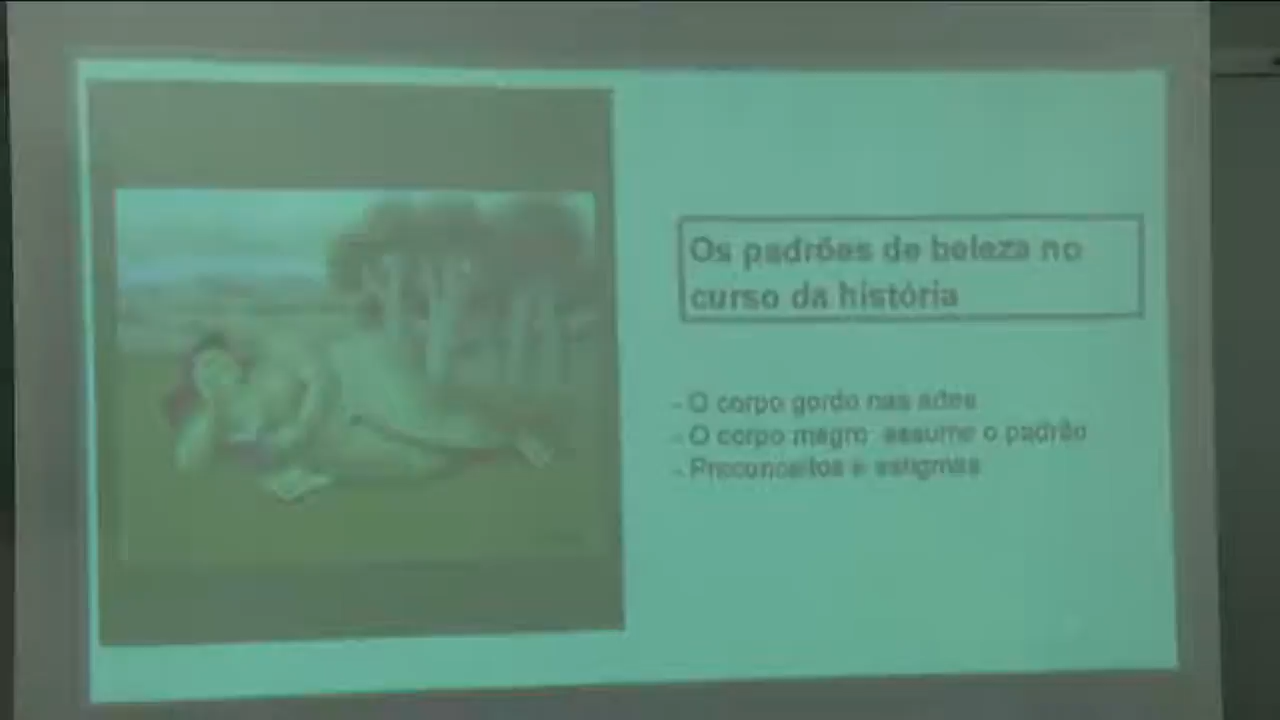 Os padrões de beleza no
curso da história
- O corpo gordo nas artes
- O corpo magro assume o padrão
- Preconceitos e estigmas